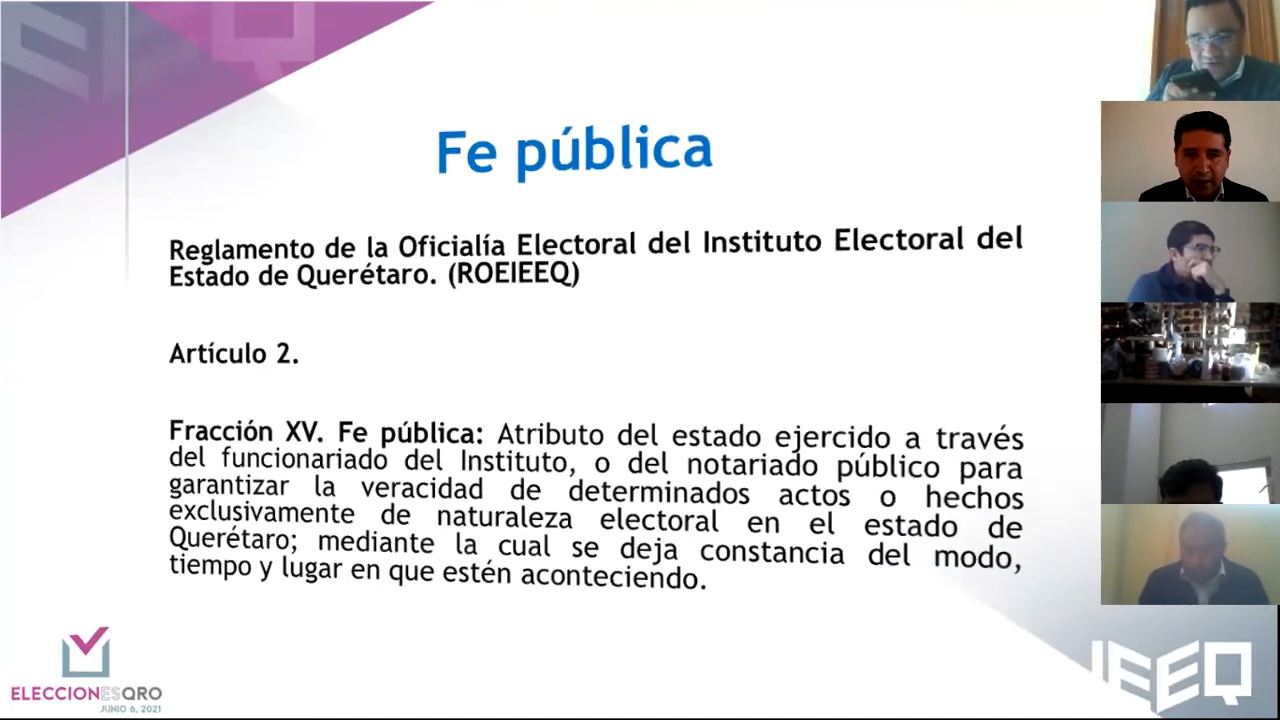 Fe pública
Reglamento de la Oficialía Electoral del Instituto Electoral del
Estado de Querétaro. (ROEIEEQ)
Artículo 2.
Fracción XV. Fe pública: Atributo del estado ejercido a través
del funcionariado del Instituto, o del notariado público para
garantizar la veracidad de determinados actos o hechos
exclusivamente de naturaleza electoral en el estado de
Querétaro; mediante la cual se deja constancia del modo,
tiempo y lugar en que estén aconteciendo.
ELECCIONESQRO
JUNIO 6, 2021
IEEQ